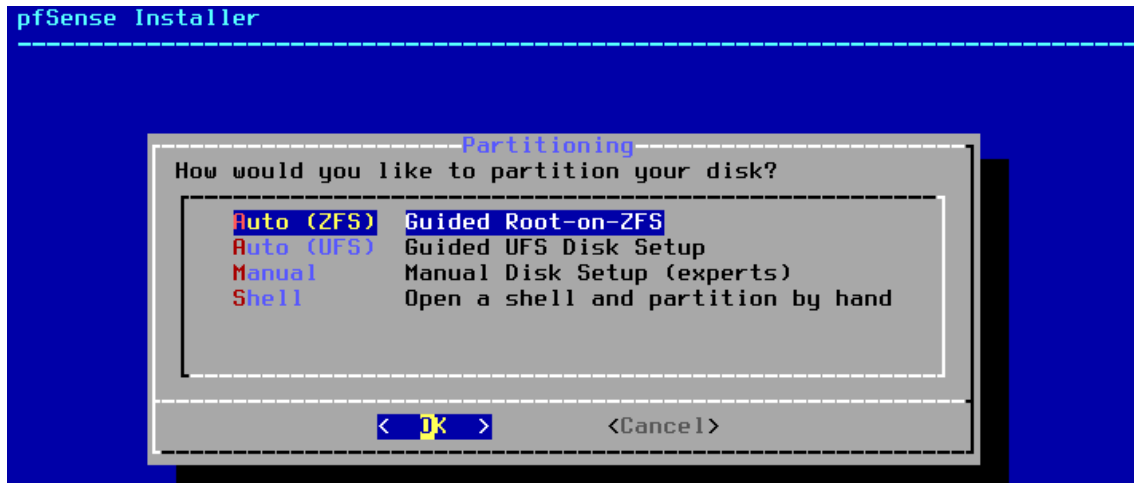 pfSense Installer
Partitioning
How would you like to partition your disk?
Auto (ZFS) Guided Root-on-ZFS
Auto (UFS) Guided UFS Disk Setup
Manual Manual Disk Setup (experts)
Shell Open a shell and partition by hand
< OK > <Cancel>